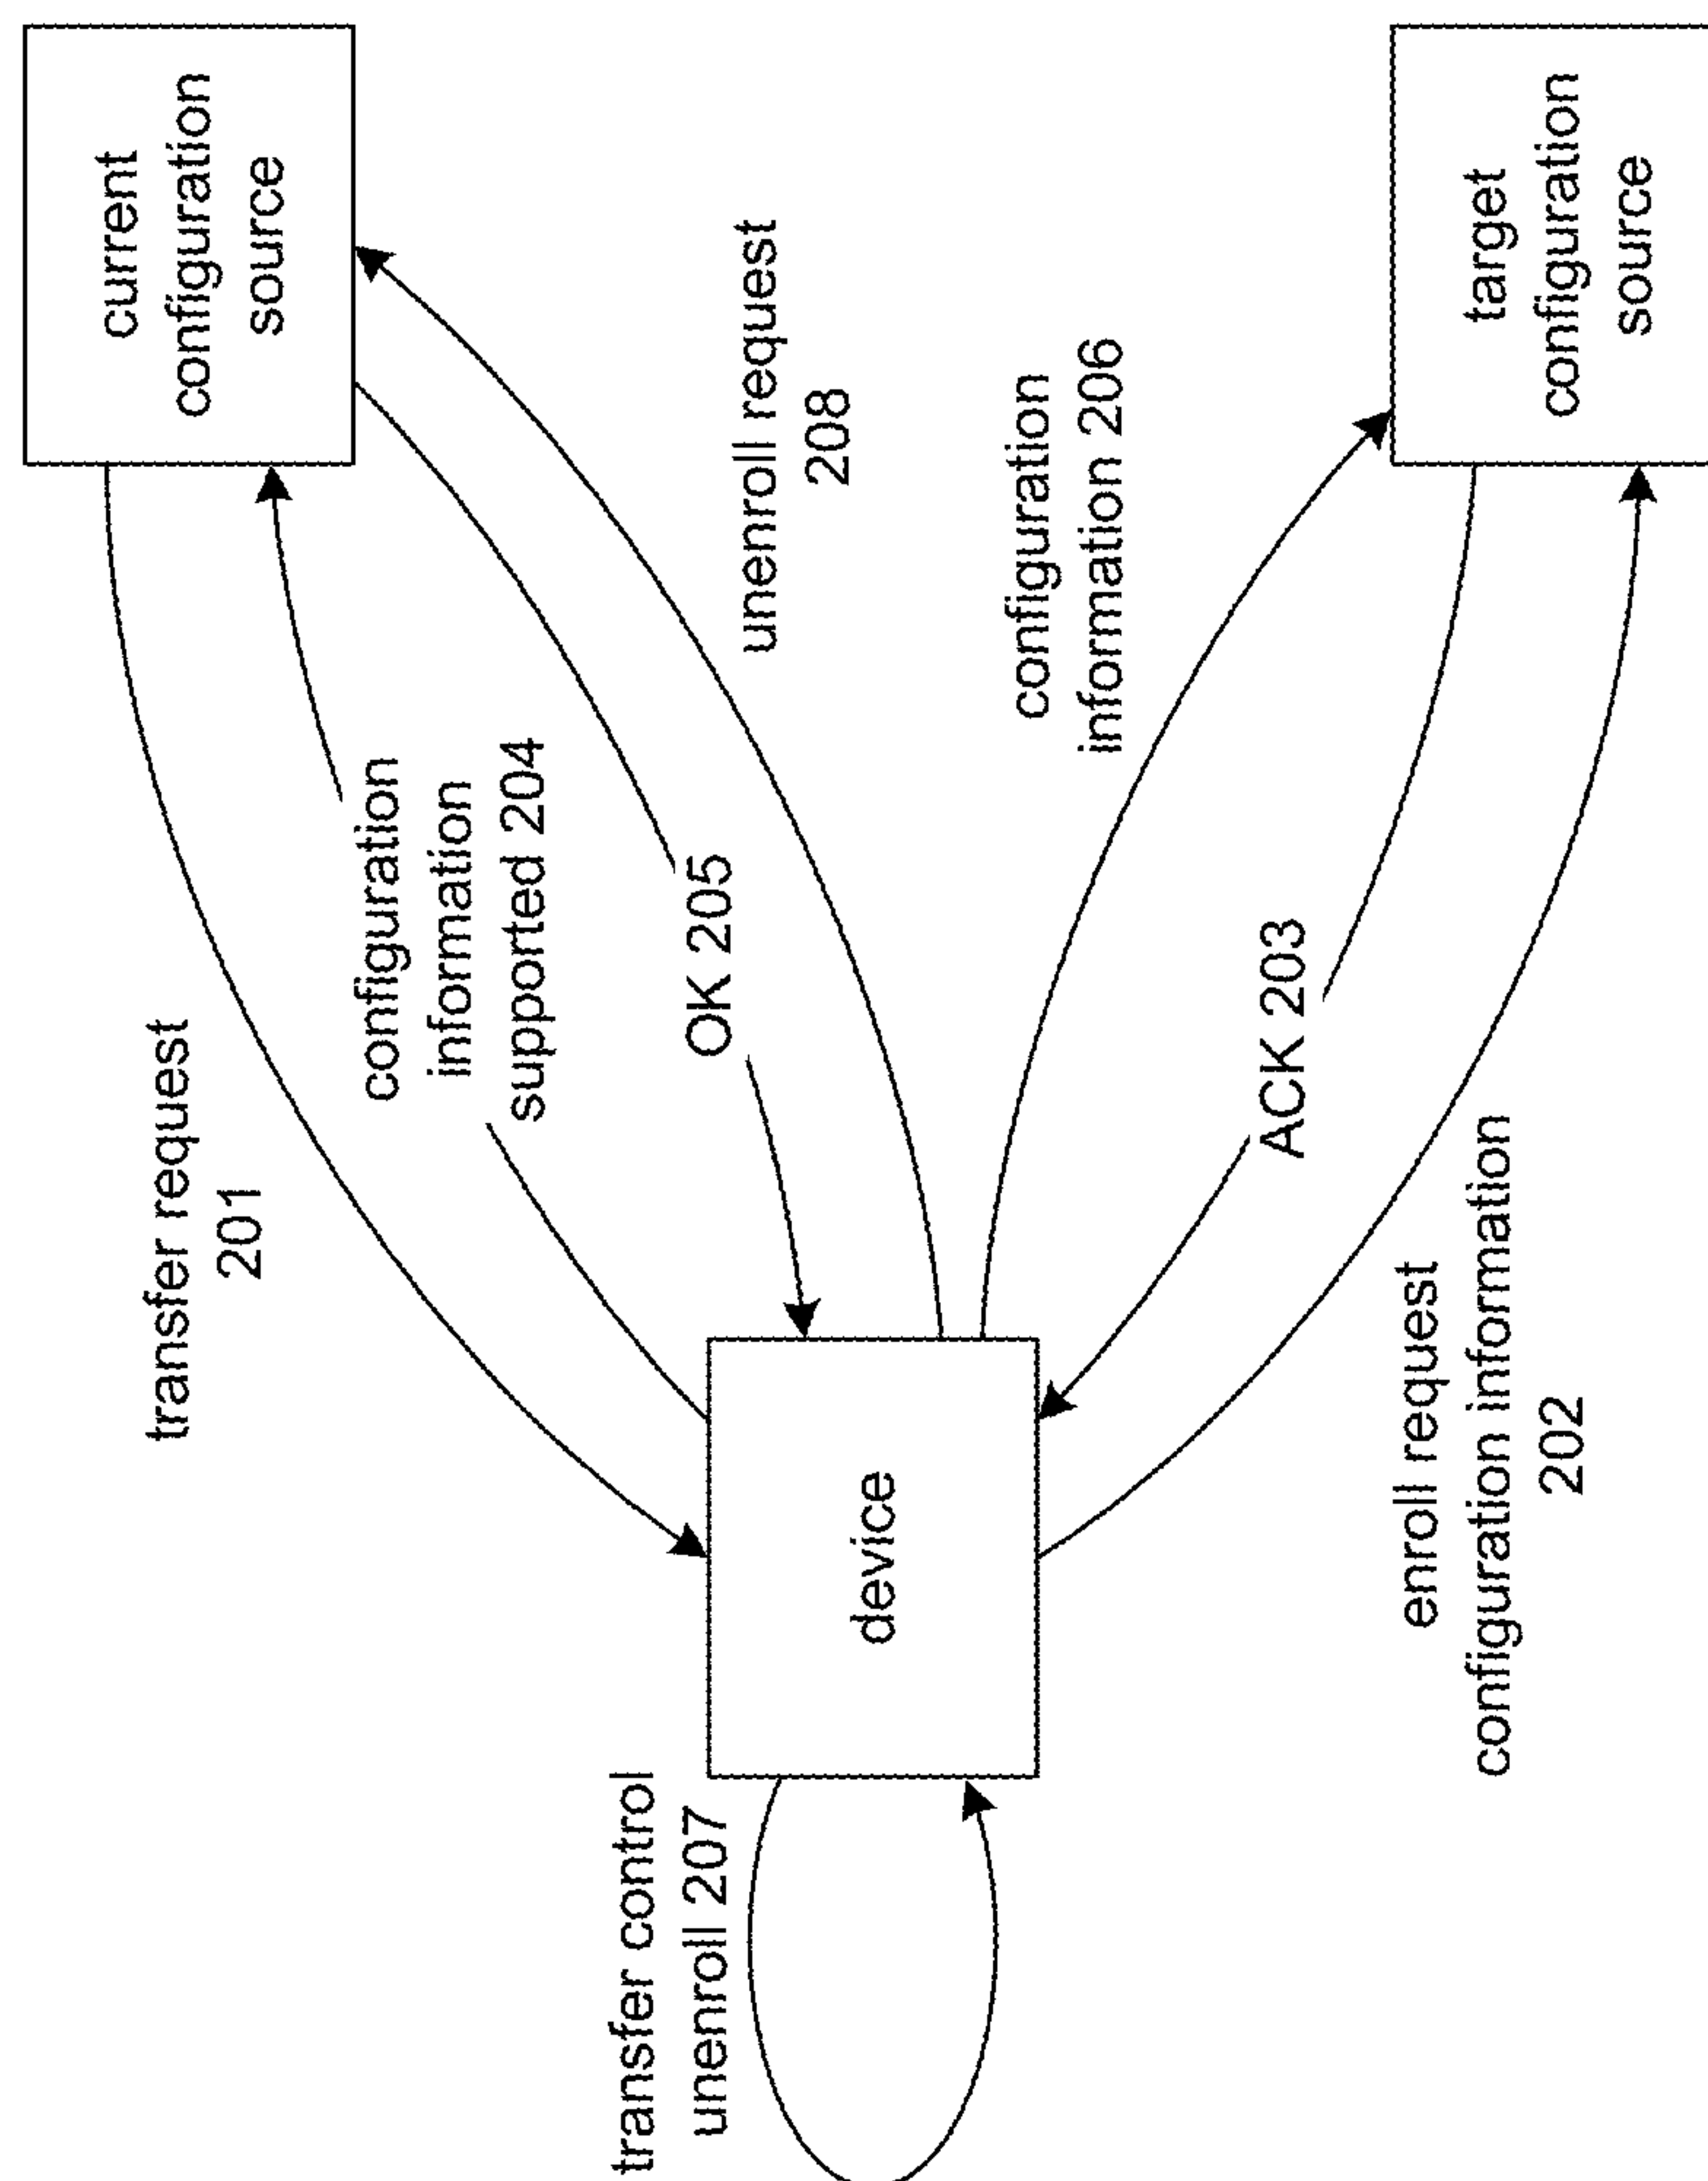 current
configuration
source
transfer request
201
configuration
information
supported 204
OK 205
unenroll request
208
transfer control
unenroll 207
device
configuration
information 206
ACK 203
enroll request
configuration information
202
target
configuration
source